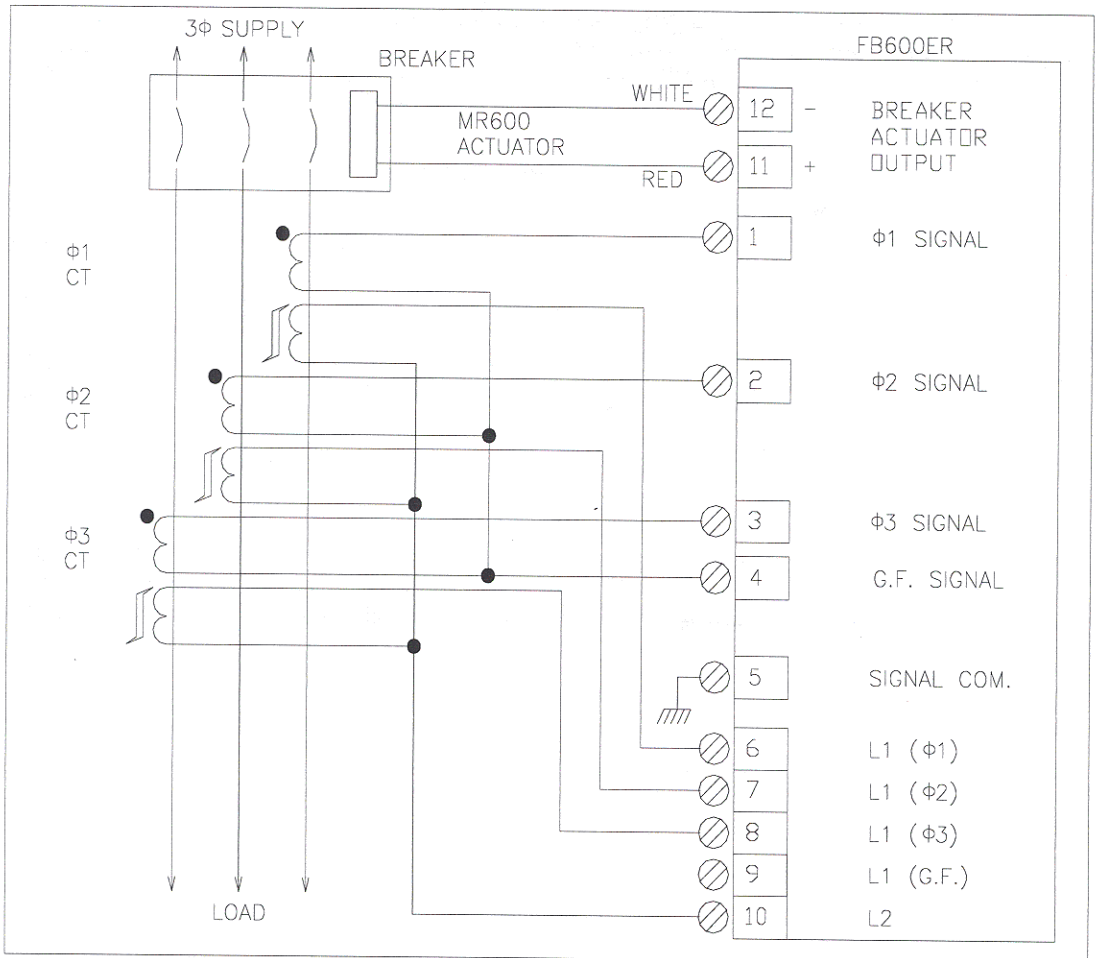 3Φ SUPPLY
BREAKER
FB600ER
WHITE
12 -
BREAKER
ACTUATOR
OUTPUT
MR600
ACTUATOR
RED
11 +
1
Φ1 SIGNAL
Φ1
CT
2
Φ2 SIGNAL
Φ2
CT
3
Φ3 SIGNAL
Φ3
CT
4
G.F. SIGNAL
5
SIGNAL COM.
6
L1 (Φ1)
7
L1 (Φ2)
8
L1 (Φ3)
9
L1 (G.F.)
LOAD
10
L2